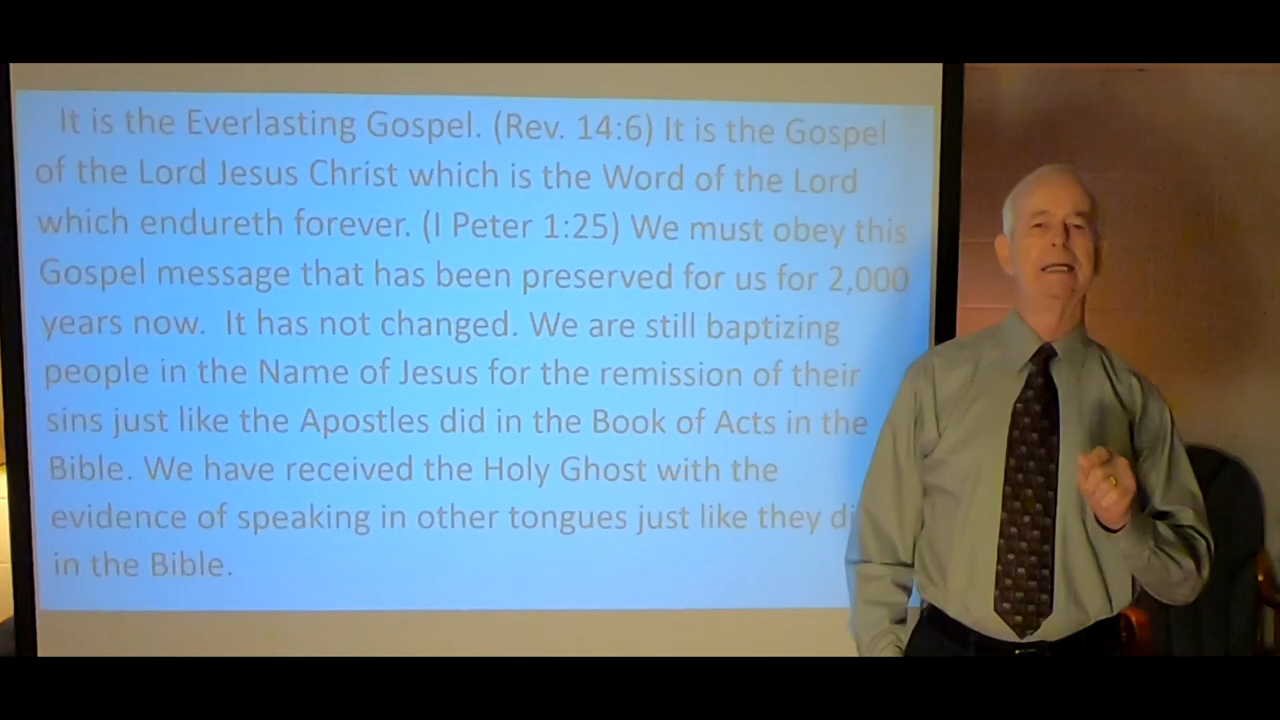 It is the Everlasting Gospel. (Rev. 14:6) It is the Gospel
of the Lord Jesus Christ which is the Word of the Lord
which endureth forever. (I Peter 1:25) We must obey this
Gospel message that has been preserved for us for 2,000
years now.  It has not changed. We are still baptizing
people in the Name of Jesus for the remission of their
sins just like the Apostles did in the Book of Acts in the
Bible. We have received the Holy Ghost with the
evidence of speaking in other tongues just like they
in the Bible.